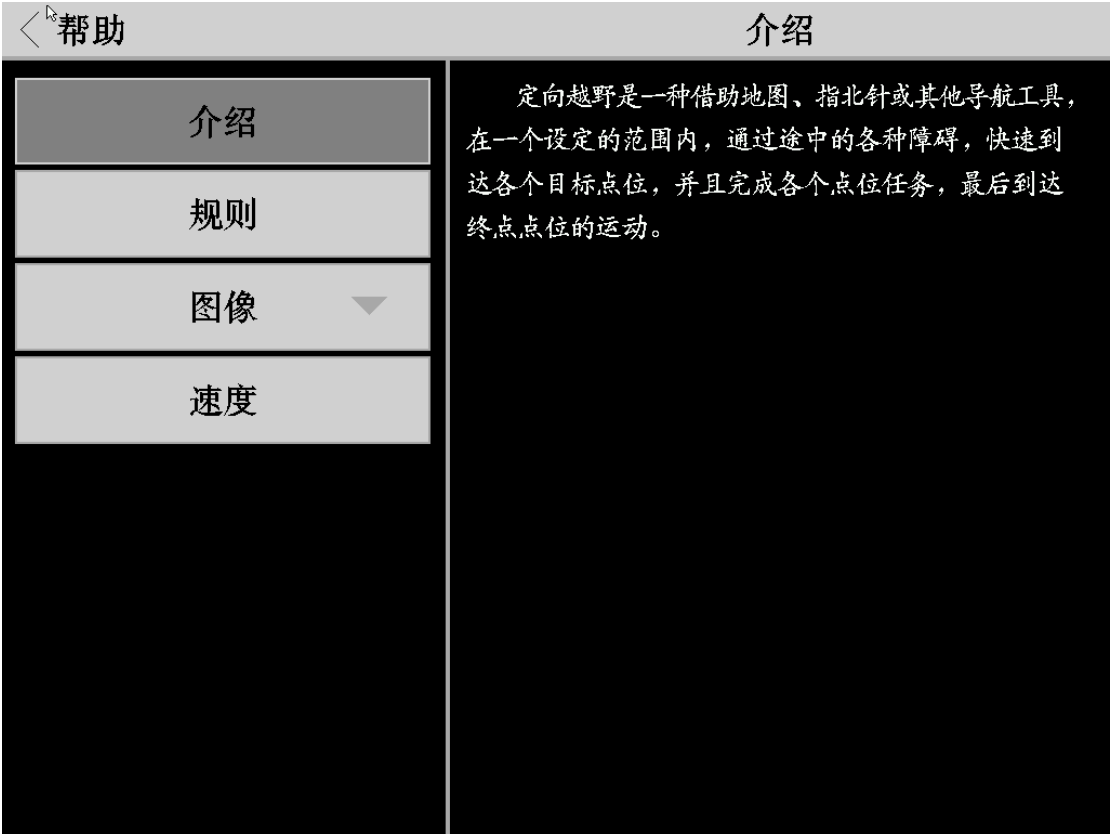 帮助
介绍
介绍
规则
图像
速度
定向越野是一种借助地图、指北针或其他导航工具，
在一个设定的范围内，通过途中的各种障碍，快速到
达各个目标点位，并且完成各个点位任务，最后到达
终点点位的运动。